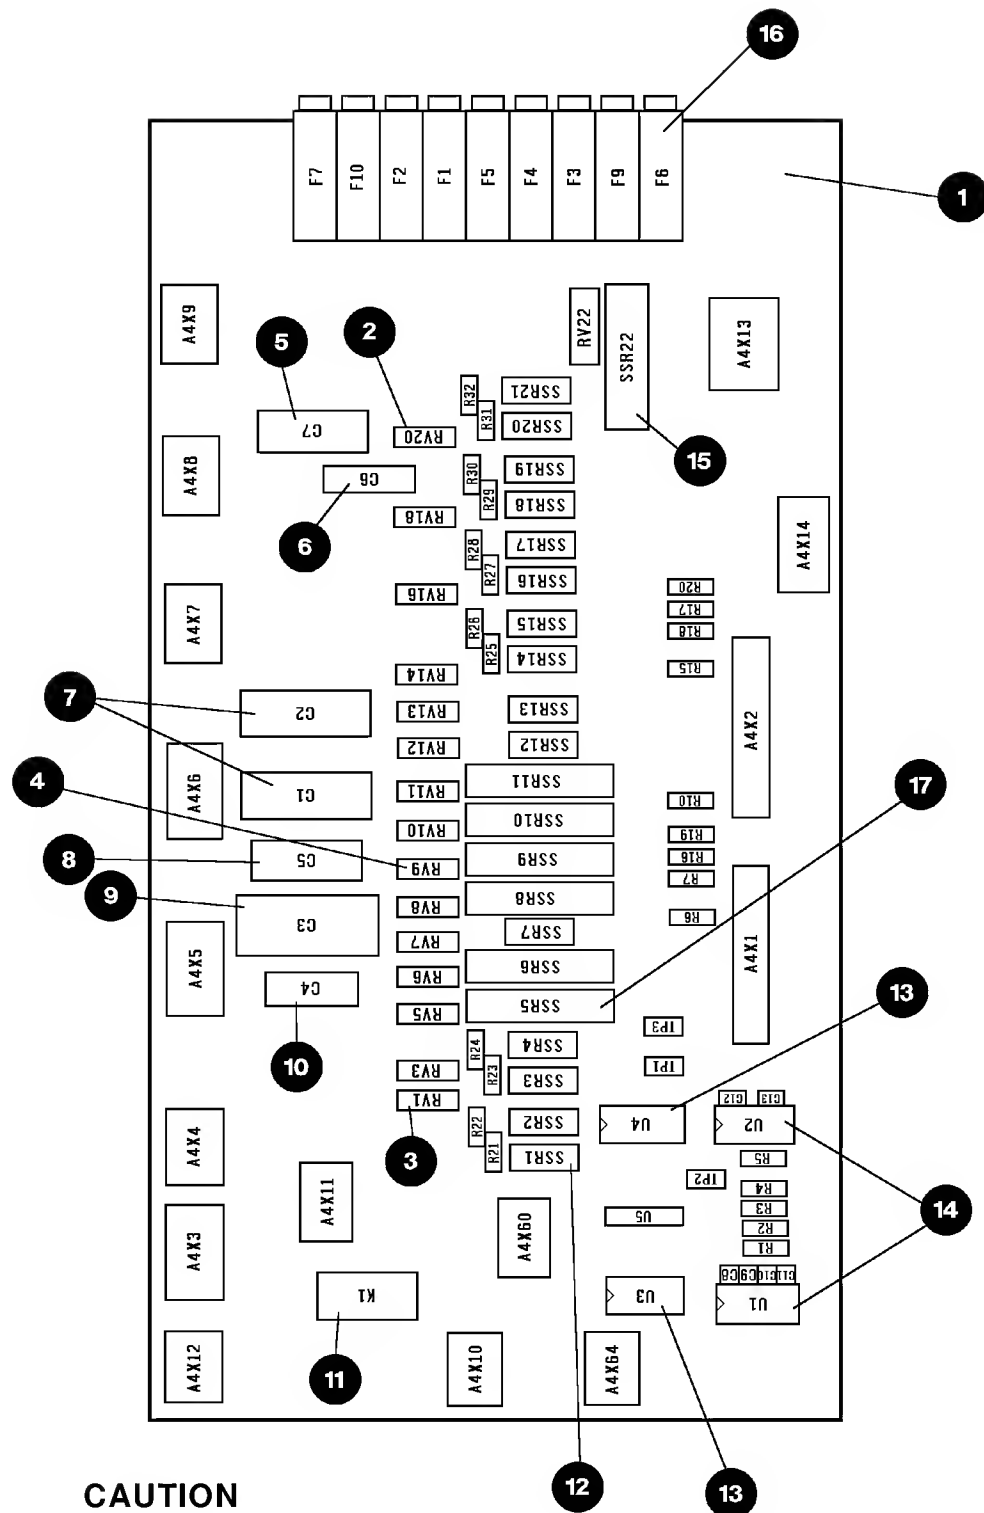 16
F7 F10 F2 F1 F5 F4 F3 F9 F6
1
A4X9
5
2
RV22
SSR22
A4X13
R32
SSR21
R31
C7
RV20
SSR20
A4X8
15
R30
SSR19
C6
R29
SSR18
RV18
A4X14
6
R28
SSR17
R27
SSR16
R20
A4X7
RV16
R17
R26
SSR15
R18
R25
SSR14
R15
RV14
7
C2
RV13
SSR13
A4X2
RV12
SSR12
4
A4X6
C1
RV11
SSR11
17
R10
RV10
SSR10
R19
8
C5
RV9
SSR9
R16
R7
9
C3
RV8
SSR8
R6
A4X1
RV7
SSR7
A4X5
RV6
SSR6
C4
RV5
SSR5
13
TP3
R24
SSR4
10
RV3
R23
SSR3
TP1
RV1
C12 C13
A4X4
R22
SSR2
U4
U2
3
R21
SSR1
R5
TP2
A4X11
R4
14
A4X3
A4X60
U5
R3
R2
R1
C8 C9 C10 C11
K1
U3
U1
A4X12
11
A4X10
A4X64
12
13
CAUTION